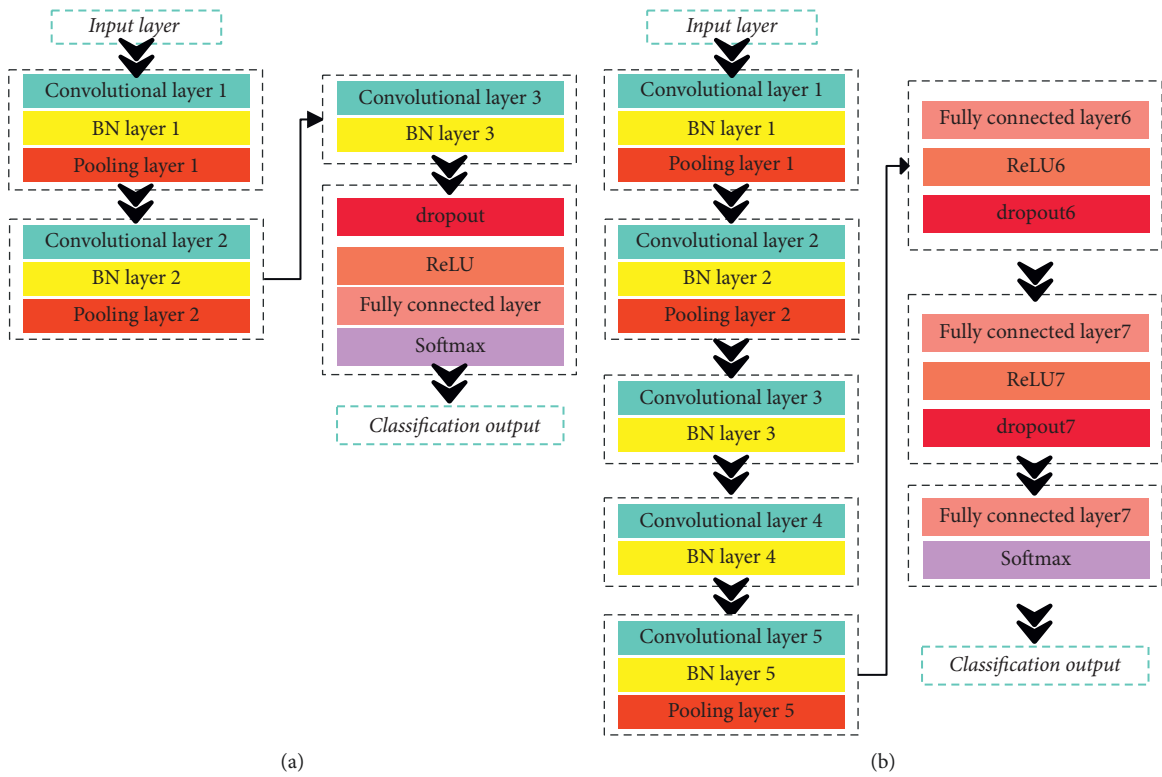 Input layer
Convolutional layer 1
BN layer 1
Pooling layer 1
Convolutional layer 2
BN layer 2
Pooling layer 2
Convolutional layer 3
BN layer 3
dropout
ReLU
Fully connected layer
Softmax
Classification output
(a)
Input layer
Convolutional layer 1
BN layer 1
Pooling layer 1
Convolutional layer 2
BN layer 2
Pooling layer 2
Convolutional layer 3
BN layer 3
Convolutional layer 4
BN layer 4
Convolutional layer 5
BN layer 5
Pooling layer 5
Fully connected layer6
ReLU6
dropout6
Fully connected layer7
ReLU7
dropout7
Fully connected layer7
Softmax
Classification output
(b)